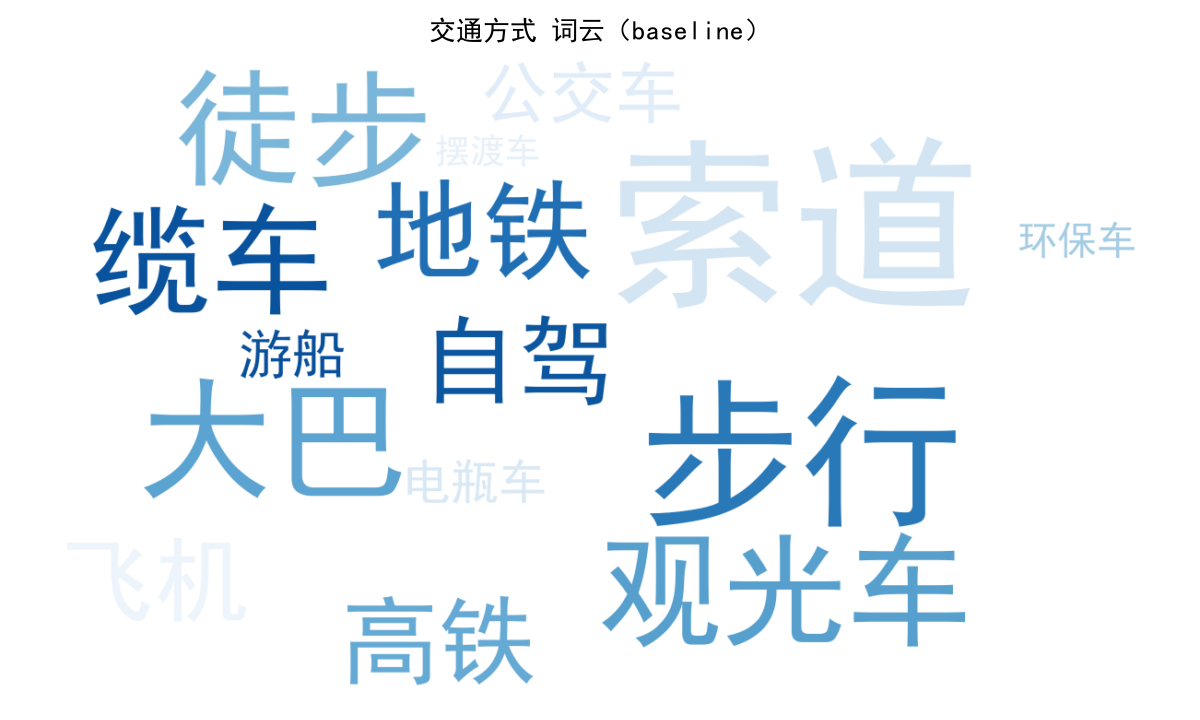 交通方式 词云（baseline）
公交车
徒步
摆渡车
索道
地铁
缆车
环保车
游船
自驾
大巴
步行
电瓶车
飞机
观光车
高铁